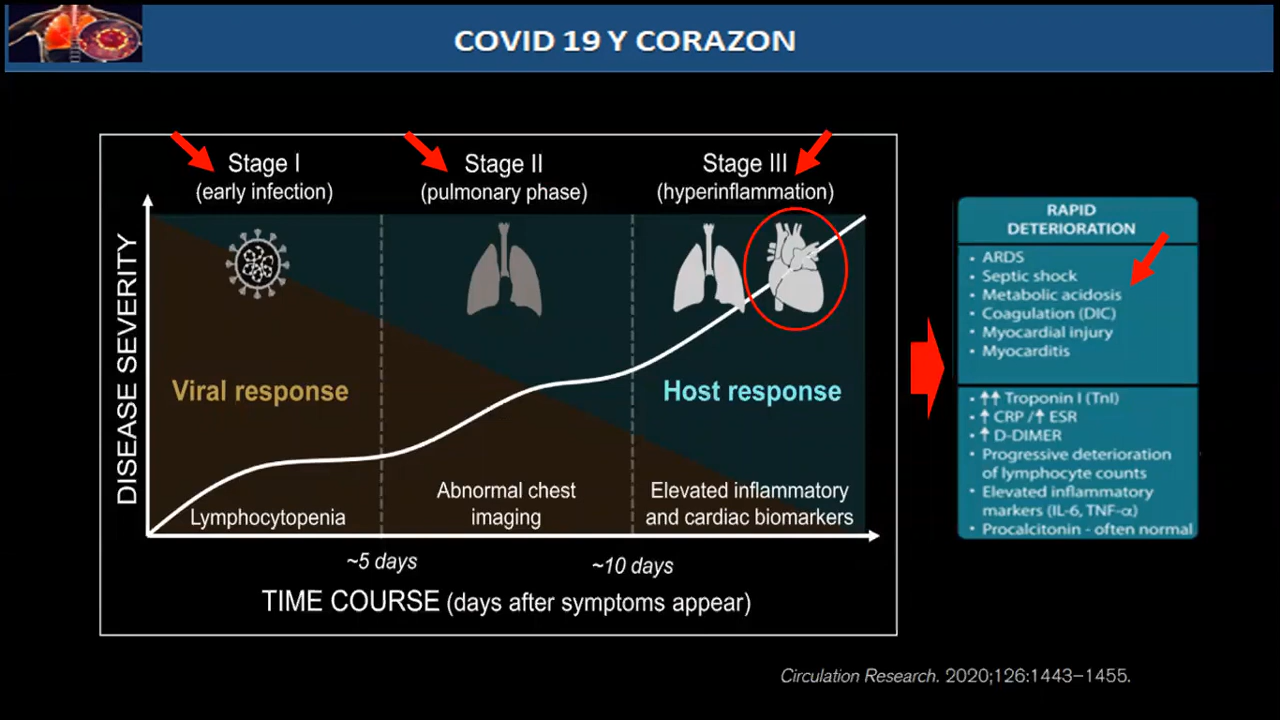 COVID 19 Y CORAZON
Stage I
(early infection)
Stage II
(pulmonary phase)
Stage III
(hyperinflammation)
DISEASE SEVERITY
Viral response
Host response
Lymphocytopenia
Abnormal chest
imaging
Elevated inflammatory
and cardiac biomarkers
~5 days
~10 days
TIME COURSE (days after symptoms appear)
RAPID
DETERIORATION
• ARDS
• Septic shock
• Metabolic acidosis
• Coagulation (DIC)
• Myocardial injury
• Myocarditis
• ↑↑ Troponin I (TnI)
• ↑ CRP /↑ ESR
• ↑ D-DIMER
• Progressive deterioration
of lymphocyte counts
• Elevated inflammatory
markers (IL-6, TNF-α)
• Procalcitonin - often normal
Circulation Research. 2020;126:1443–1455.